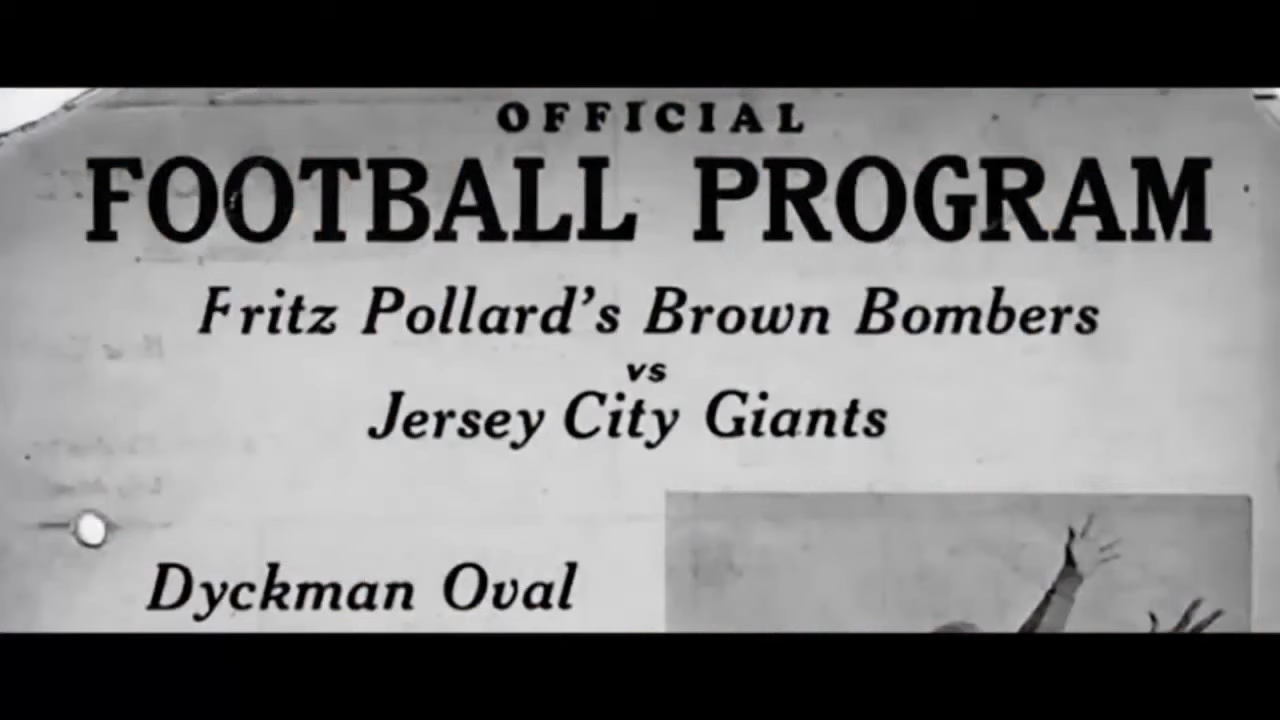 OFFICIAL
FOOTBALL PROGRAM
Fritz Pollard's Brown Bombers
vs
Jersey City Giants
Dyckman Oval